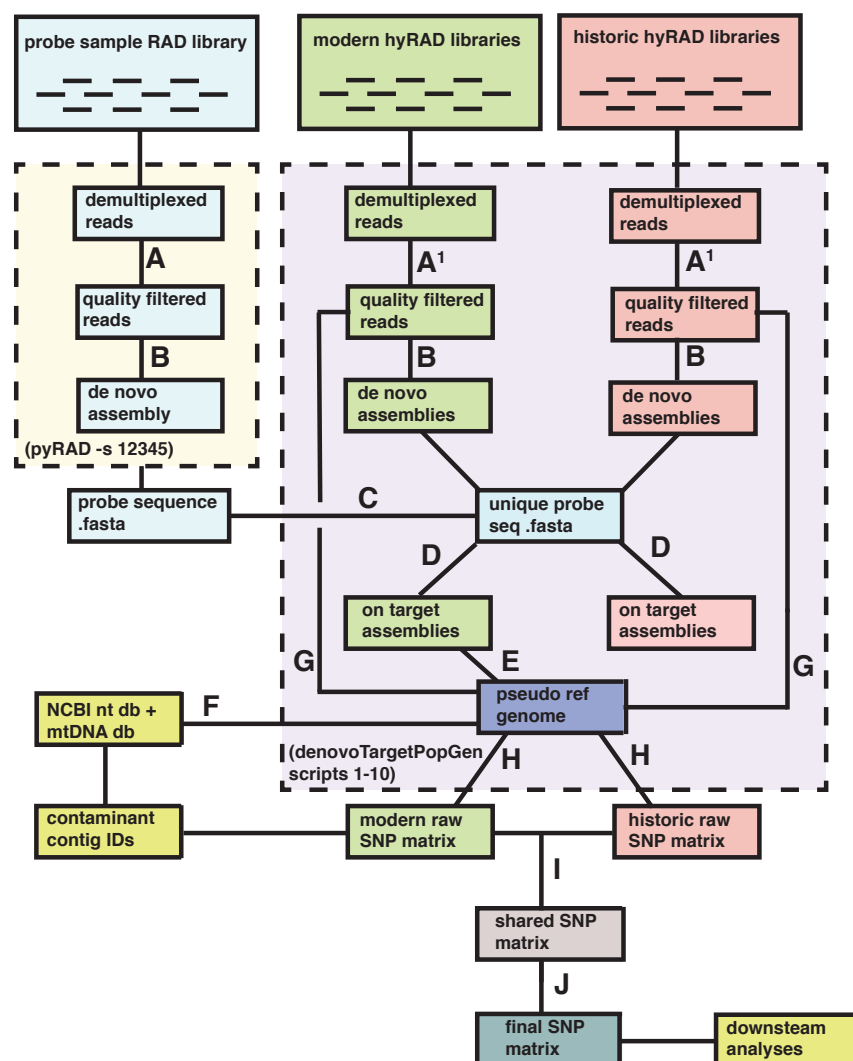 probe sample RAD library
modern hyRAD libraries
historic hyRAD libraries
demultiplexed
reads
demultiplexed
reads
demultiplexed
reads
A
A¹
A¹
quality filtered
reads
quality filtered
reads
quality filtered
reads
B
B
B
de novo
assembly
de novo
assemblies
de novo
assemblies
(pyRAD -s 12345)
probe sequence
.fasta
C
unique probe
seq .fasta
D
D
on target
assemblies
on target
assemblies
G
E
G
NCBI nt db +
mtDNA db
F
pseudo ref
genome
(denovoTargetPopGen
scripts 1-10)
H
H
contaminant
contig IDs
modern raw
SNP matrix
historic raw
SNP matrix
I
shared SNP
matrix
J
final SNP
matrix
downsteam
analyses